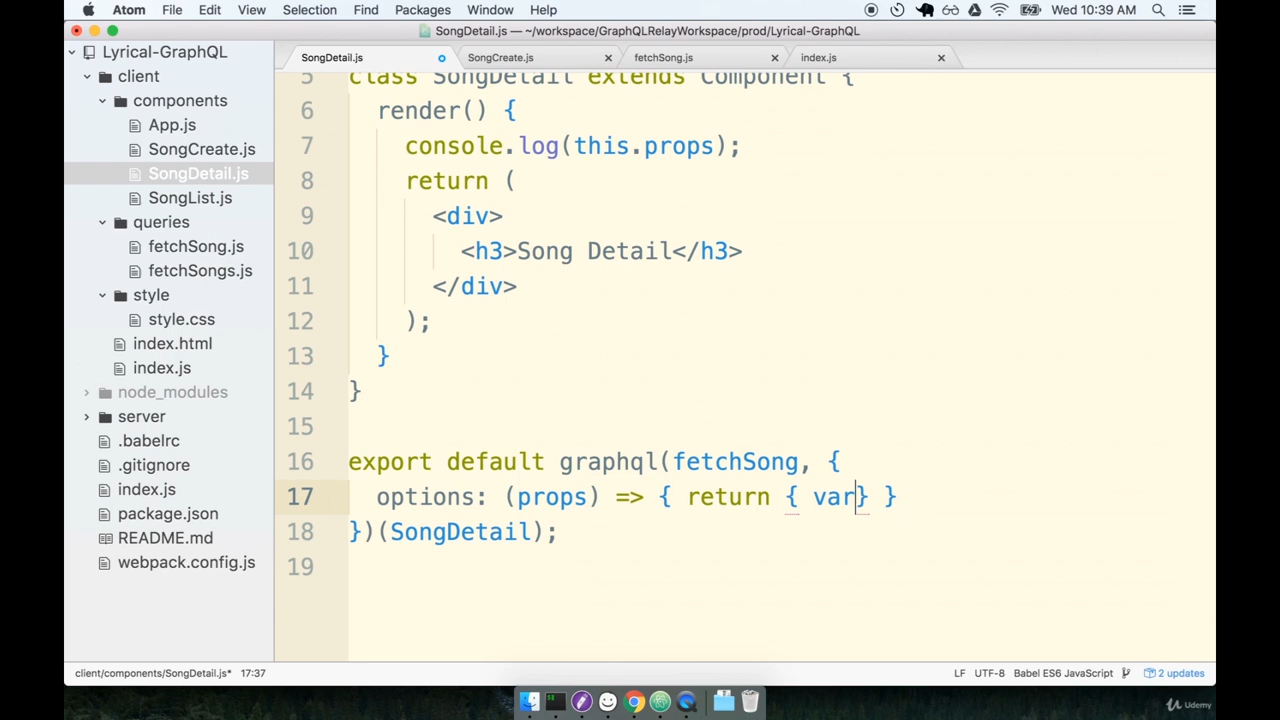 Atom File Edit View Selection Find Packages Window Help Wed 10:39 AM
SongDetail.js — ~/workspace/GraphQLRelayWorkspace/prod/Lyrical-GraphQL
Lyrical-GraphQL
client
components
App.js
SongCreate.js
SongDetail.js
SongList.js
queries
fetchSong.js
fetchSongs.js
style
style.css
index.html
index.js
node_modules
server
.babelrc
.gitignore
index.js
package.json
README.md
webpack.config.js
SongDetail.js SongCreate.js fetchSong.js index.js
5 class SongDetail extends Component {
6 render() {
7 console.log(this.props);
8 return (
9 <div>
10 <h3>Song Detail</h3>
11 </div>
12 );
13 }
14 }
15
16 export default graphql(fetchSong, {
17 options: (props) => { return { var} }
18 })(SongDetail);
19
client/components/SongDetail.js* 17:37 LF UTF-8 Babel ES6 JavaScript 2 updates
Udemy